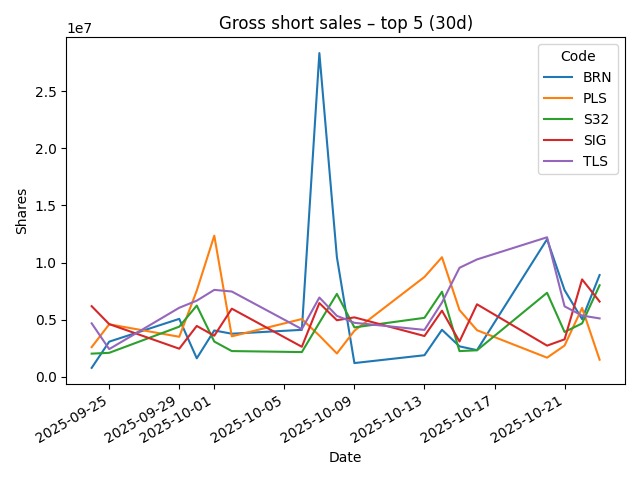 Gross short sales – top 5 (30d)
1e7
Code
BRN
PLS
S32
SIG
TLS
Shares
2.5
2.0
1.5
1.0
0.5
0.0
2025-09-25
2025-09-29
2025-10-01
2025-10-05
2025-10-09
2025-10-13
2025-10-17
2025-10-21
Date